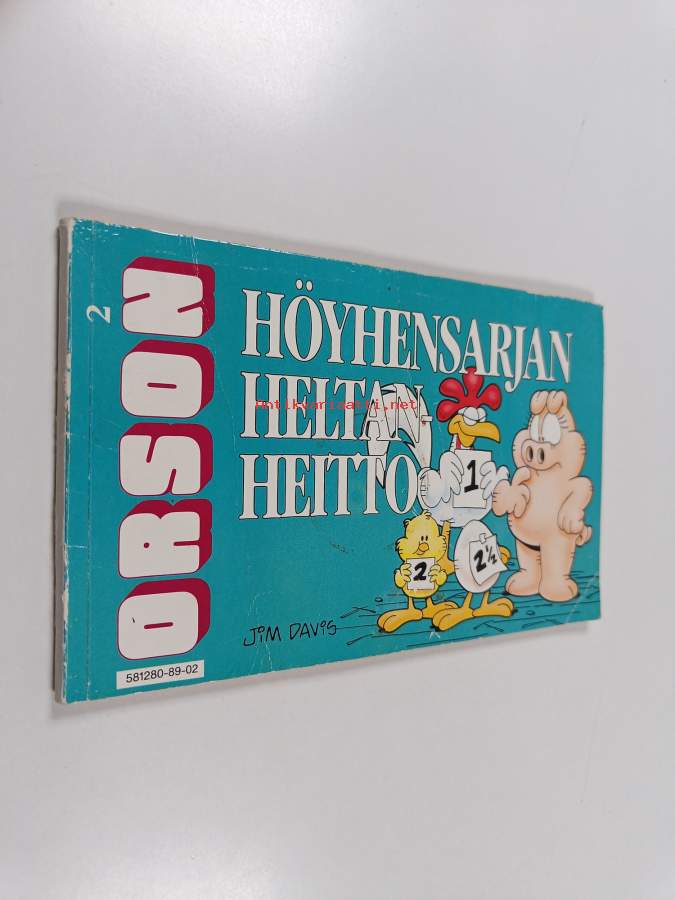 2
ORSON
HÖYHENSARJAN
HELTAN-
HEITTO
Antikvariaatti.net
1
2
2½
JIM DAVIS
581280-89-02